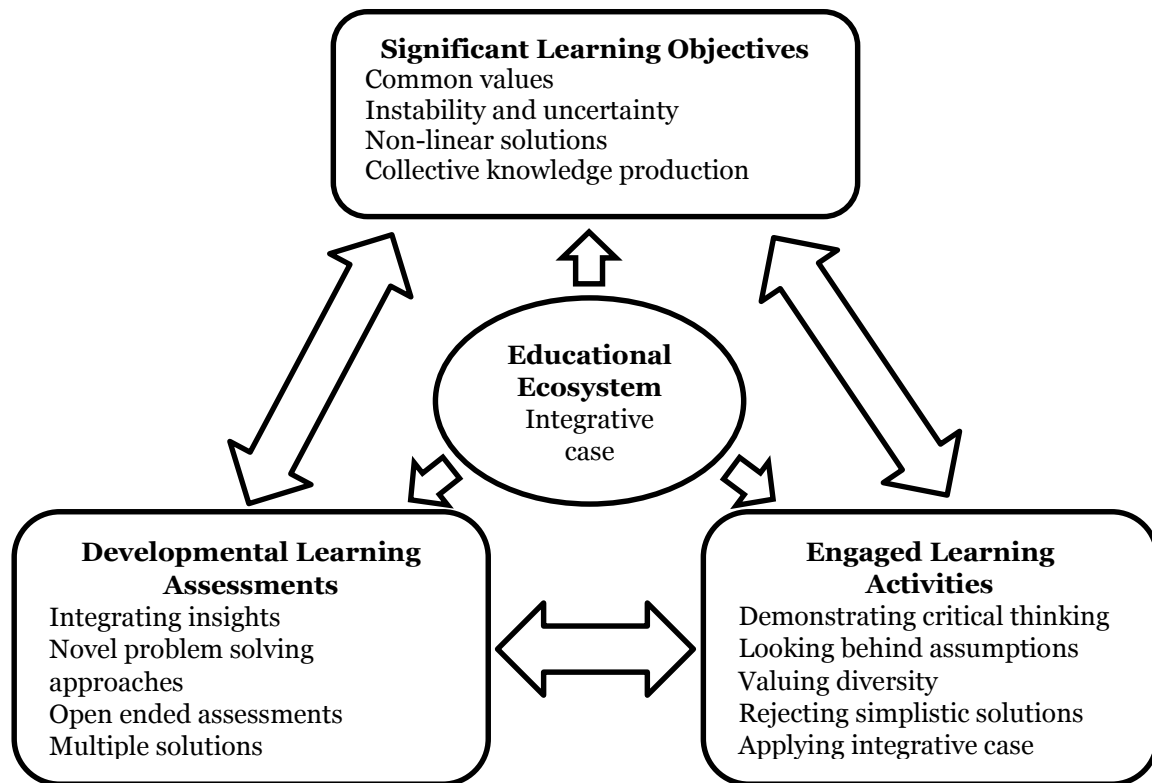 Significant Learning Objectives
Common values
Instability and uncertainty
Non-linear solutions
Collective knowledge production
Educational
Ecosystem
Integrative
case
Developmental Learning
Assessments
Integrating insights
Novel problem solving
approaches
Open ended assessments
Multiple solutions
Engaged Learning
Activities
Demonstrating critical thinking
Looking behind assumptions
Valuing diversity
Rejecting simplistic solutions
Applying integrative case